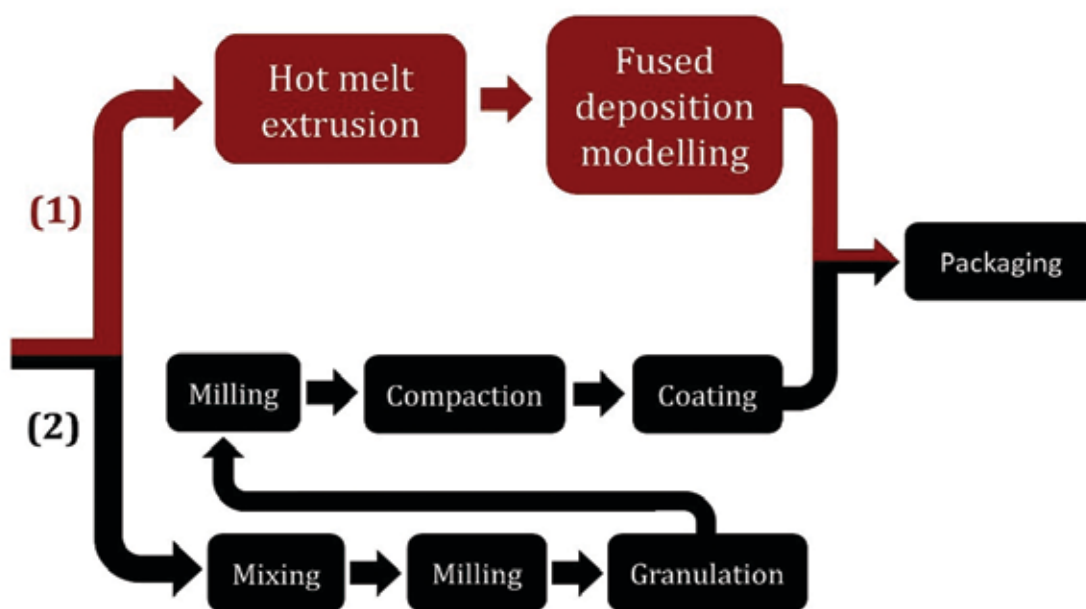 Hot melt
extrusion
Fused
deposition
modelling
(1)
Packaging
(2)
Milling
Compaction
Coating
Mixing
Milling
Granulation